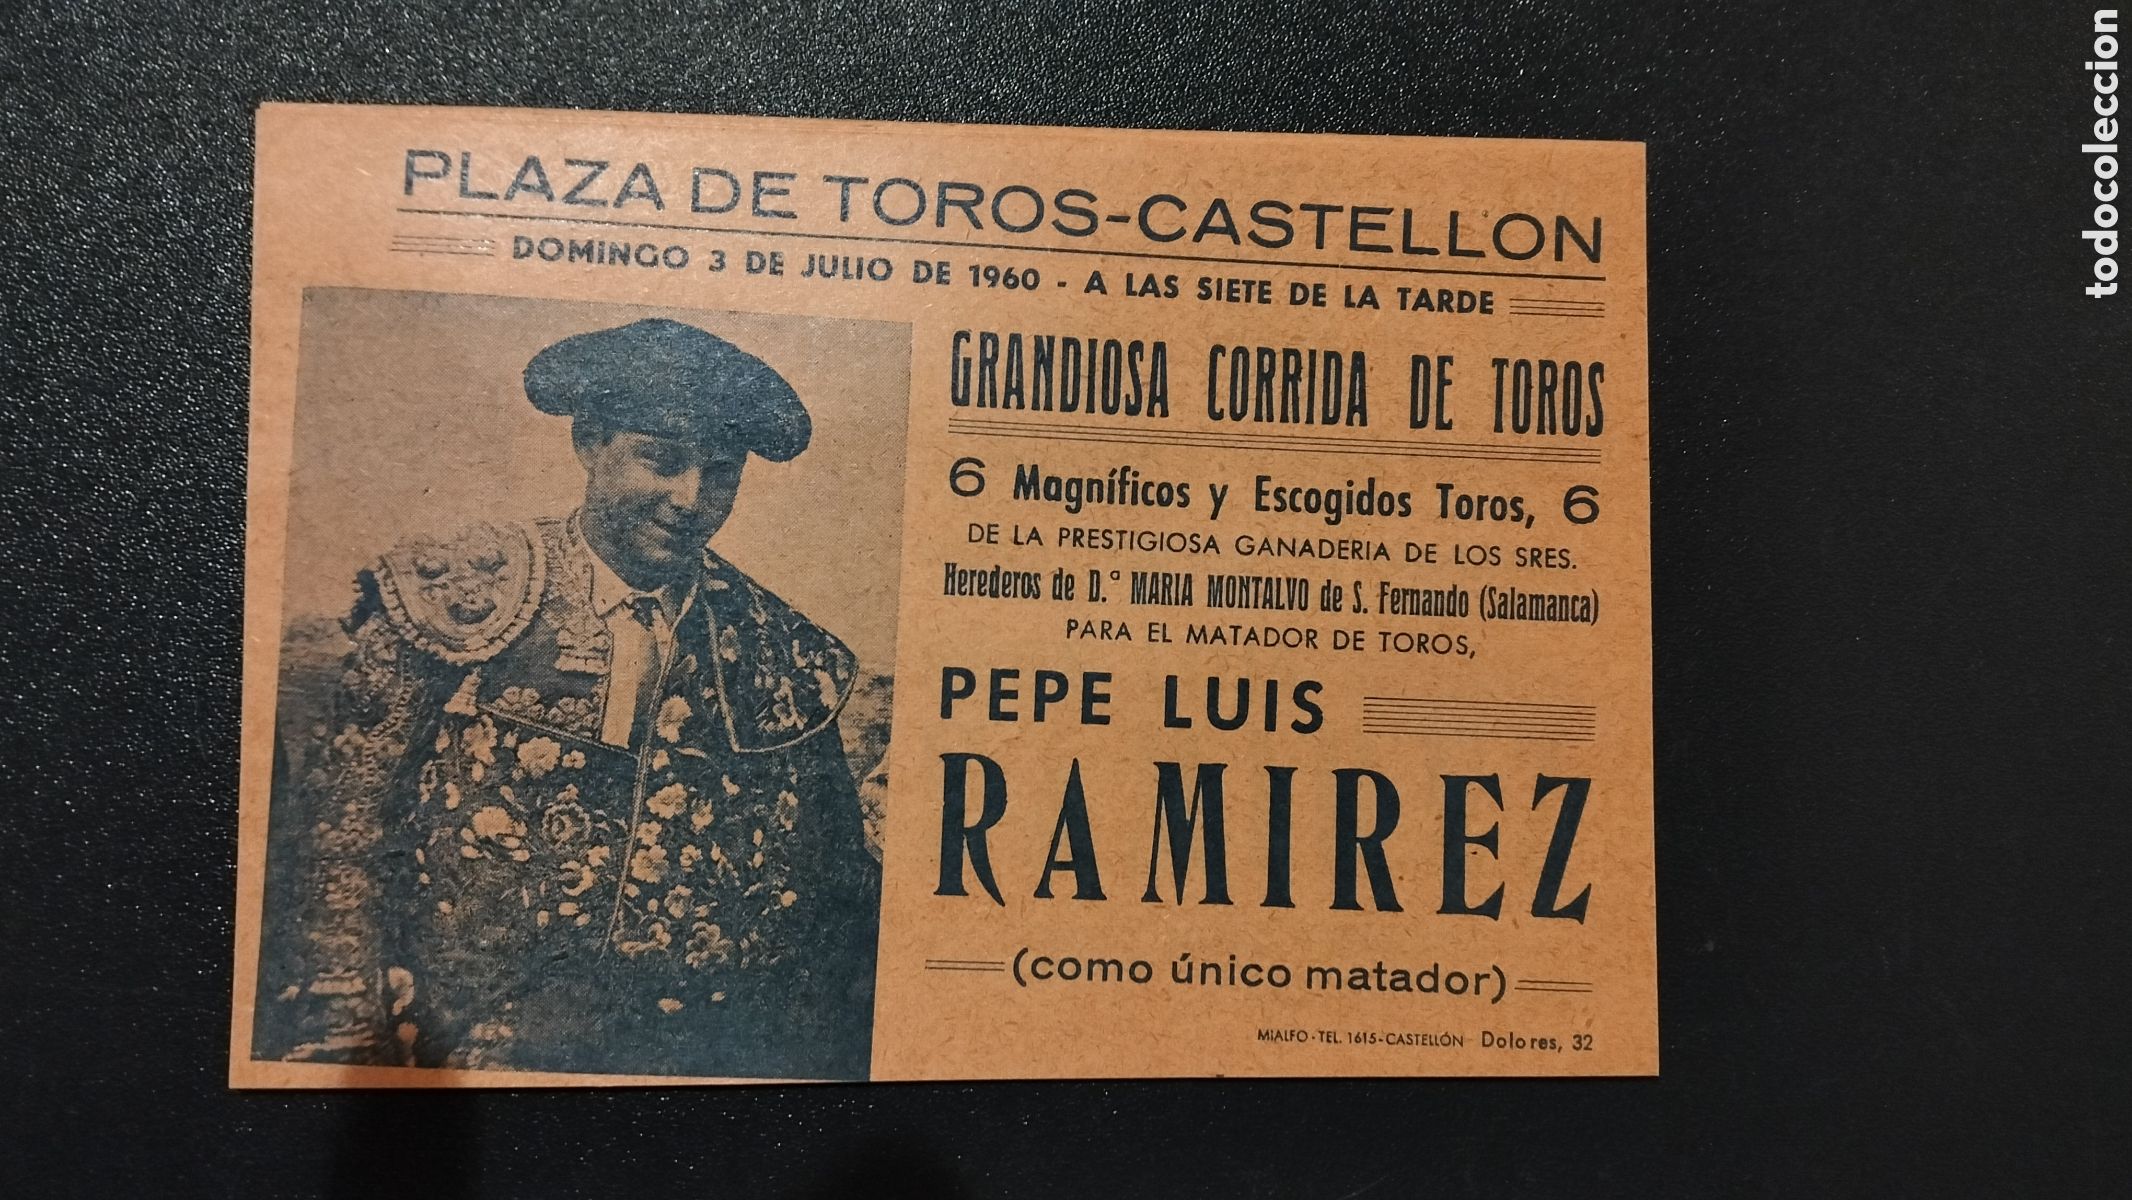 PLAZA DE TOROS-CASTELLON
DOMINGO 3 DE JULIO DE 1960 - A LAS SIETE DE LA TARDE
GRANDIOSA CORRIDA DE TOROS
6 Magníficos y Escogidos Toros, 6
DE LA PRESTIGIOSA GANADERIA DE LOS SRES.
Herederos de D.ª MARIA MONTALVO de S. Fernando (Salamanca)
PARA EL MATADOR DE TOROS,
PEPE LUIS
RAMIREZ
(como único matador)
MIALFO - TEL. 1615 - CASTELLÓN Dolores, 32
todocoleccion